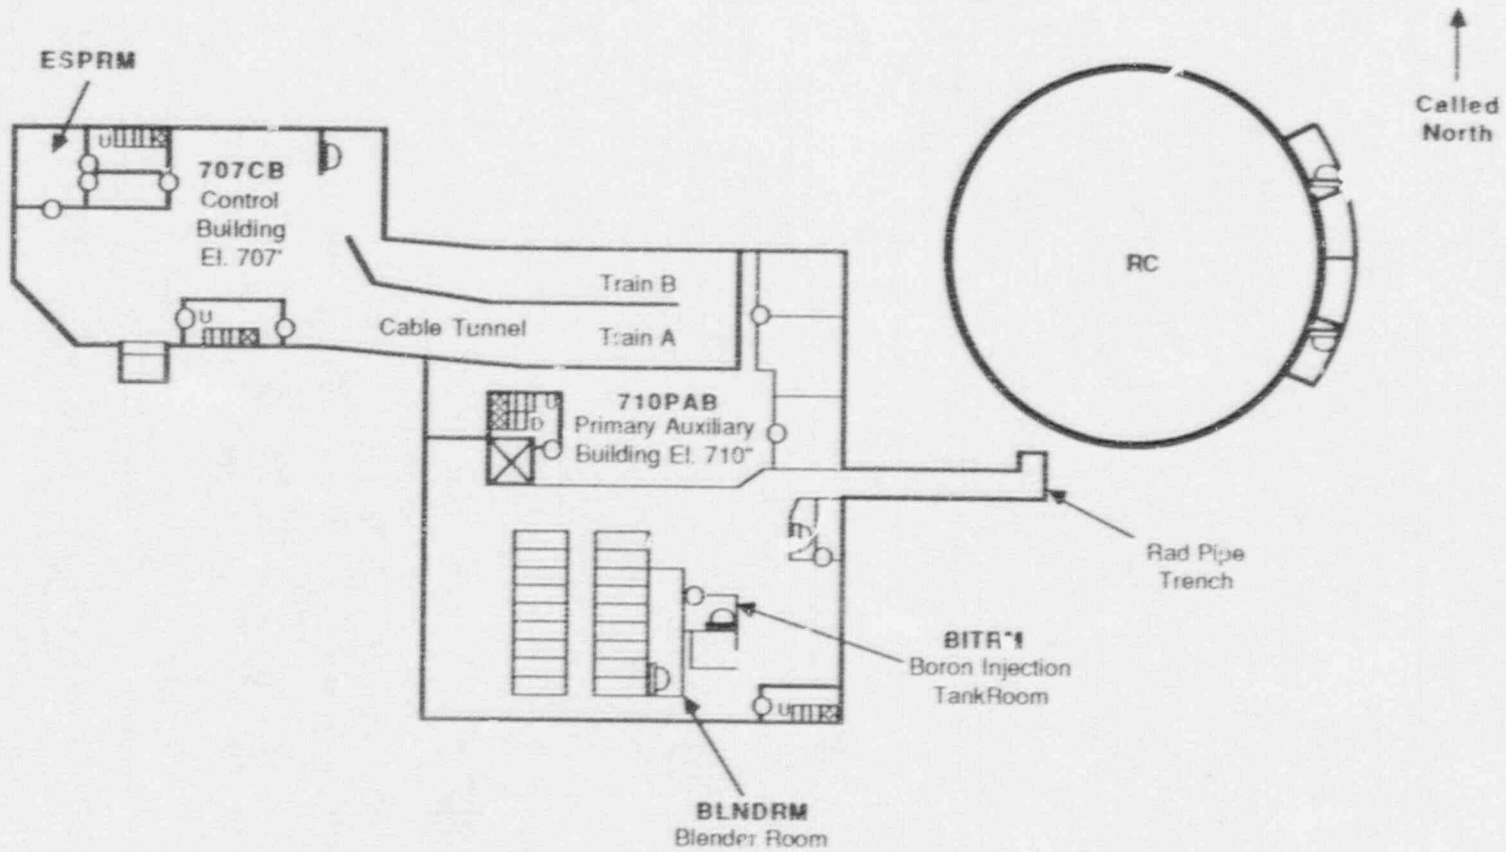 ESPRM
Called
North
U
707CB
Control
Building
El. 707'
RC
Train B
U
Cable Tunnel
Train A
U
710PAB
D
Primary Auxiliary
Building El. 710"
Rad Pipe
Trench
Boron Injection
TankRoom
U
BLNDRM
Blender Room